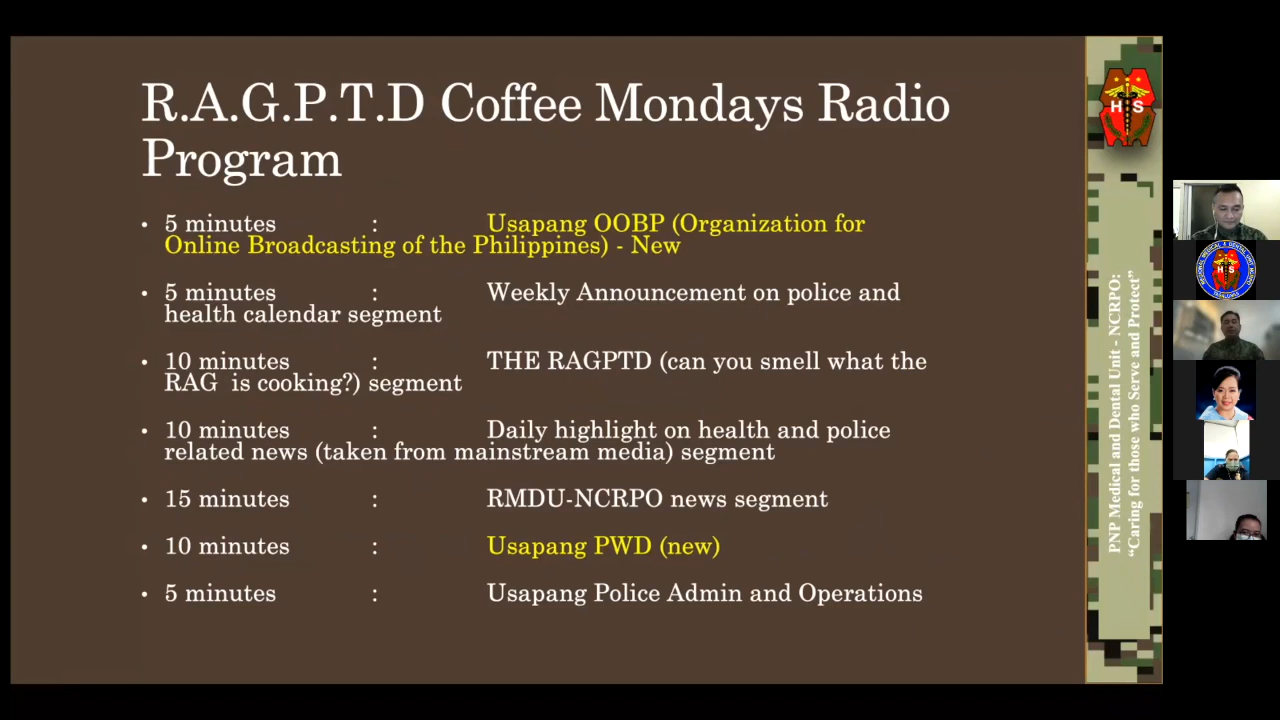 R.A.G.P.T.D Coffee Mondays Radio
Program
• 5 minutes : Usapang OOBP (Organization for
Online Broadcasting of the Philippines) - New
• 5 minutes : Weekly Announcement on police and
health calendar segment
• 10 minutes : THE RAGPTD (can you smell what the
RAG is cooking?) segment
• 10 minutes : Daily highlight on health and police
related news (taken from mainstream media) segment
• 15 minutes : RMDU-NCRPO news segment
• 10 minutes : Usapang PWD (new)
• 5 minutes : Usapang Police Admin and Operations
H S
PNP Medical and Dental Unit - NCRPO:
“Caring for those who Serve and Protect”